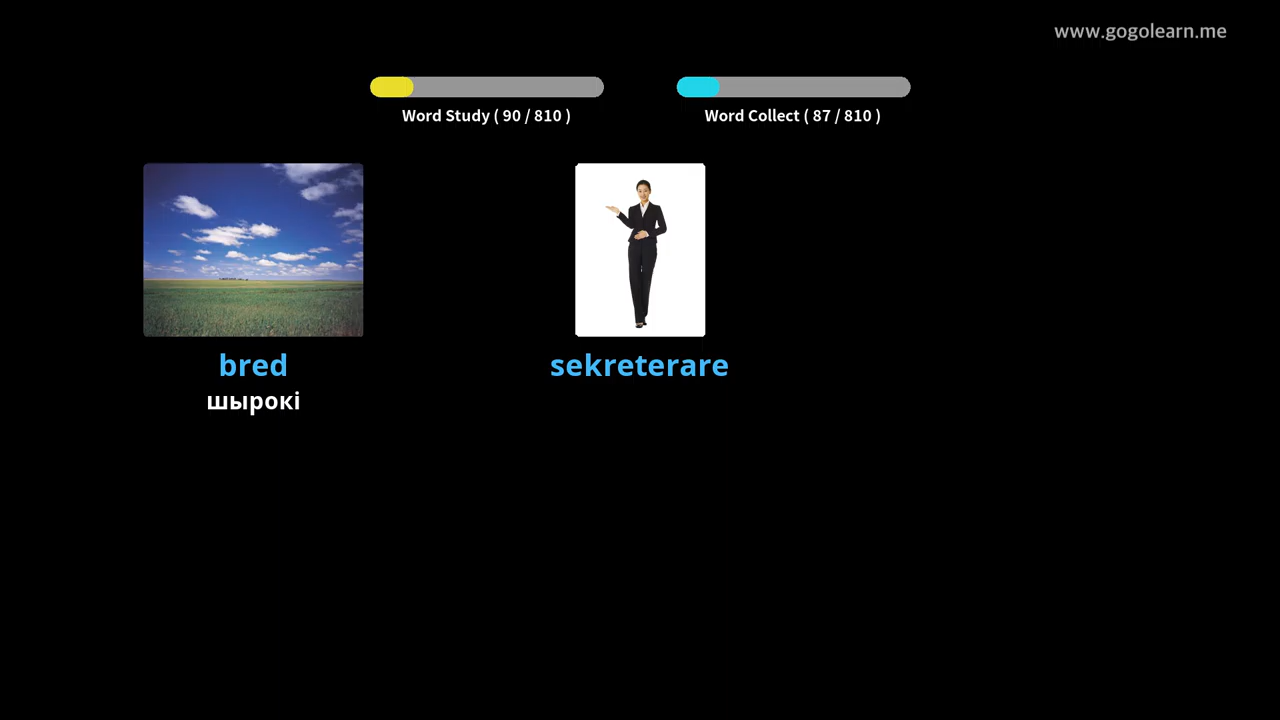 www.gogolearn.me
Word Study ( 90 / 810 )
Word Collect ( 87 / 810 )
bred
шырокі
sekreterare